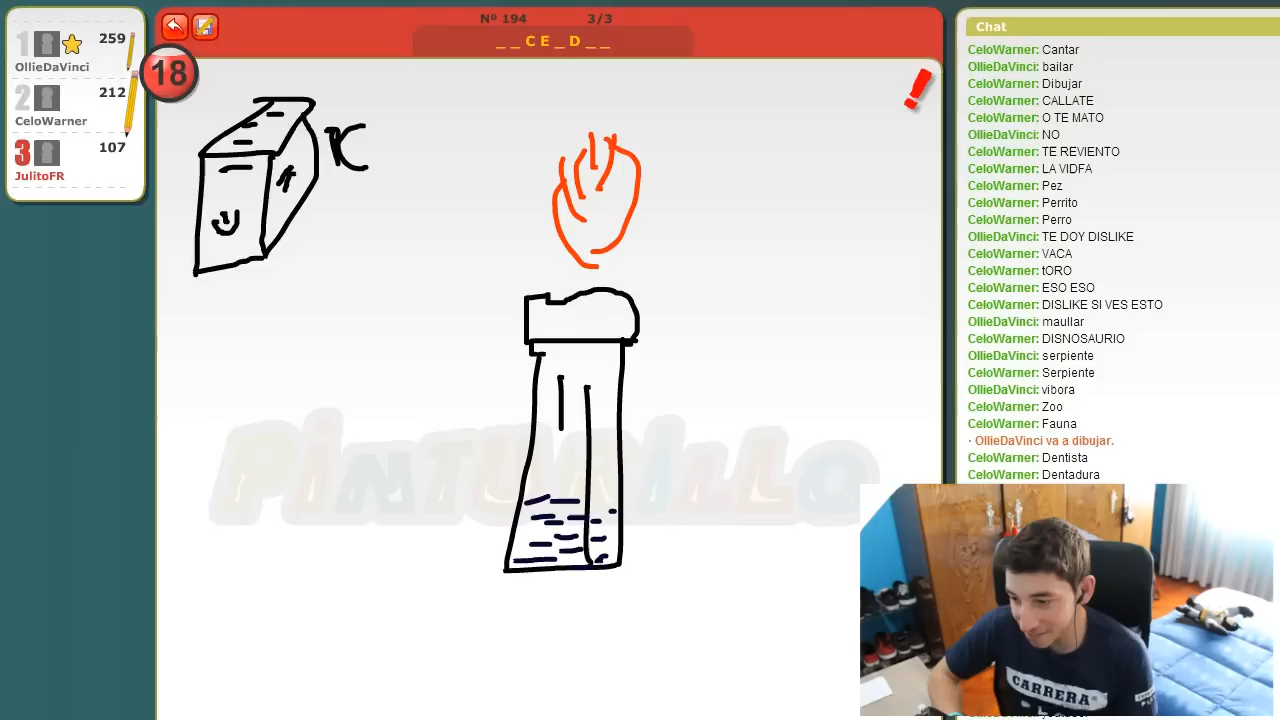 1
OllieDaVinci
259
2
CeloWarner
212
3
JulitoFR
107
18
Nº 194
3/3
_ _ C E _ D _ _
PINTURILLO
Chat
CeloWarner: Cantar
OllieDaVinci: bailar
CeloWarner: Dibujar
CeloWarner: CALLATE
CeloWarner: O TE MATO
OllieDaVinci: NO
CeloWarner: TE REVIENTO
CeloWarner: LA VIDFA
CeloWarner: Pez
CeloWarner: Perrito
CeloWarner: Perro
OllieDaVinci: TE DOY DISLIKE
CeloWarner: VACA
CeloWarner: tORO
CeloWarner: ESO ESO
CeloWarner: DISLIKE SI VES ESTO
OllieDaVinci: maullar
CeloWarner: DISNOSAURIO
OllieDaVinci: serpiente
CeloWarner: Serpiente
OllieDaVinci: vibora
CeloWarner: Zoo
CeloWarner: Fauna
· OllieDaVinci va a dibujar.
CeloWarner: Dentista
CeloWarner: Dentadura
CARRERA